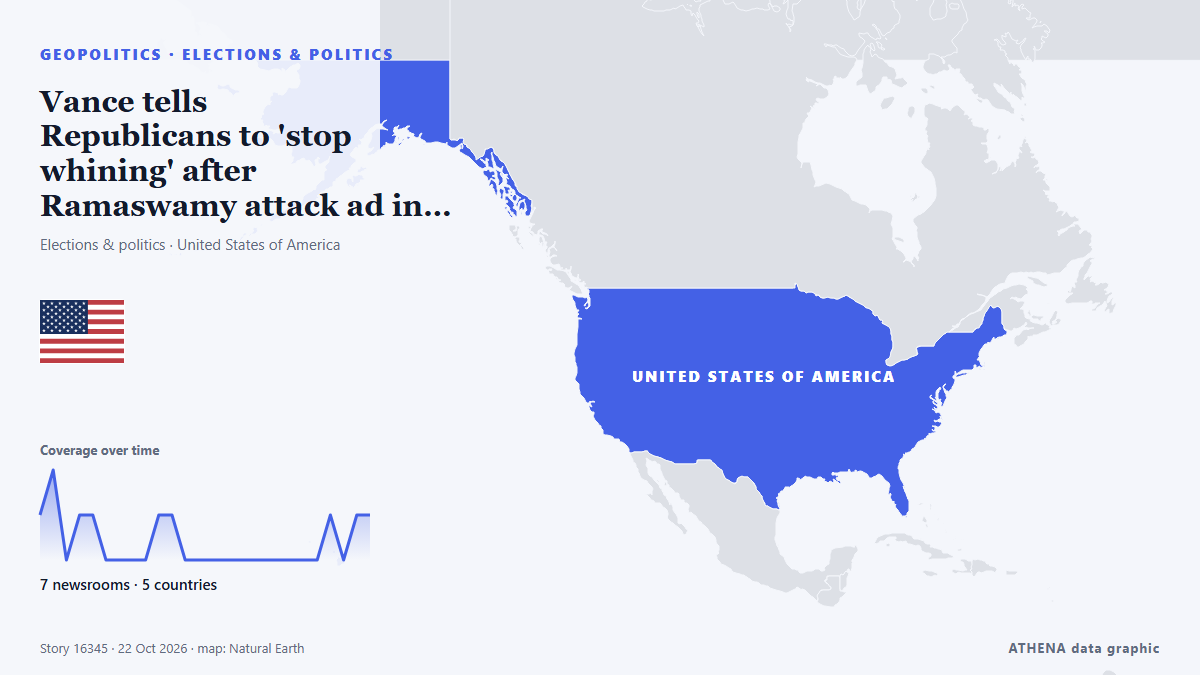 GEOPOLITICS · ELECTIONS & POLITICS
Vance tells
Republicans to 'stop
whining' after
Ramaswamy attack ad in...
Elections & politics · United States of America
UNITED STATES OF AMERICA
Coverage over time
7 newsrooms · 5 countries
Story 16345 · 22 Oct 2026 · map: Natural Earth
ATHENA data graphic